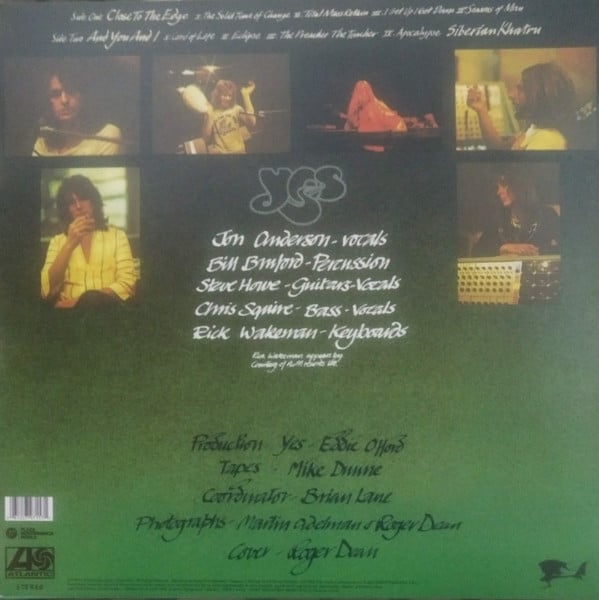 Side One Close To The Edge I. The Solid Time of Change II. Total Mass Retain III. I Get Up I Get Down IV. Seasons of Man
Side Two And You And I I. Cord of Life II. Eclipse III. The Preacher The Teacher IV. Apocalypse Siberian Khatru
yes
Jon Anderson - vocals
Bill Bruford - Percussion
Steve Howe - Guitars - Vocals
Chris Squire - Bass - Vocals
Rick Wakeman - Keyboards
Rick Wakeman appears by
Courtesy of A&M records Ltd.
Production Yes - Eddie Offord
Tapes - Mike Dunne
Coordinator - Brian Lane
Photographs - Martin Adelman & Roger Dean
Cover - Roger Dean
ATLANTIC
STEREO